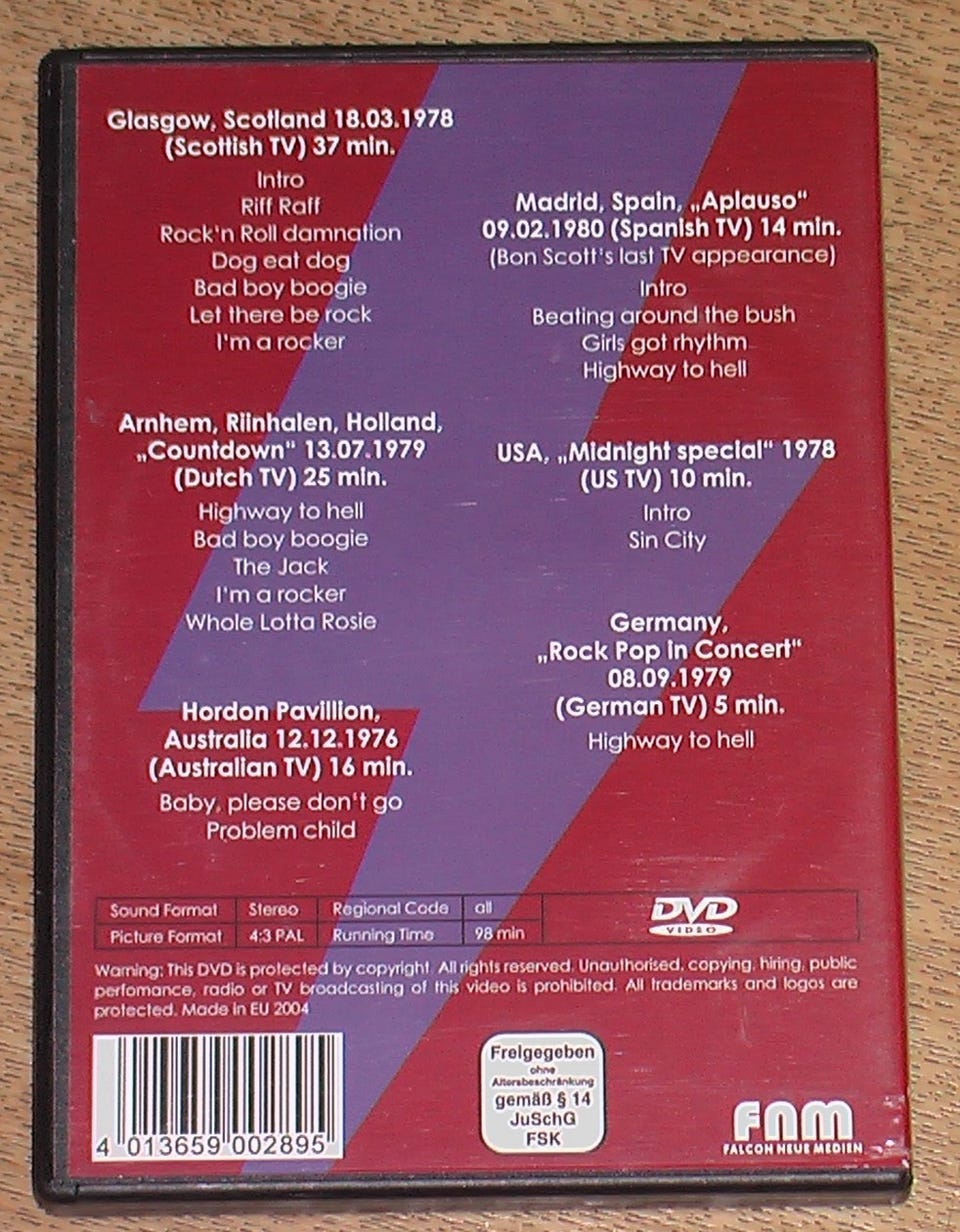 Glasgow, Scotland 18.03.1978
(Scottish TV) 37 min.
Intro
Riff Raff
Rock'n Roll damnation
Dog eat dog
Bad boy boogie
Let there be rock
I'm a rocker
Arnhem, Riinhalen, Holland,
„Countdown“ 13.07.1979
(Dutch TV) 25 min.
Highway to hell
Bad boy boogie
The Jack
I'm a rocker
Whole Lotta Rosie
Hordon Pavillion,
Australia 12.12.1976
(Australian TV) 16 min.
Baby, please don't go
Problem child
Madrid, Spain, „Aplauso“
09.02.1980 (Spanish TV) 14 min.
(Bon Scott's last TV appearance)
Intro
Beating around the bush
Girls got rhythm
Highway to hell
USA, „Midnight special“ 1978
(US TV) 10 min.
Intro
Sin City
Germany,
„Rock Pop in Concert“
08.09.1979
(German TV) 5 min.
Highway to hell
Sound Format Stereo Regional Code all
Picture Format 4:3 PAL Running Time 98 min
DVD
VIDEO
Warning: This DVD is protected by copyright. All rights reserved. Unauthorised, copying, hiring, public
perfomance, radio or TV broadcasting of this video is prohibited. All trademarks and logos are
protected. Made in EU 2004
4 013659 002895
Freigegeben
ohne
Altersbeschränkung
gemäß § 14
JuSchG
FSK
FNM
FALCON NEUE MEDIEN